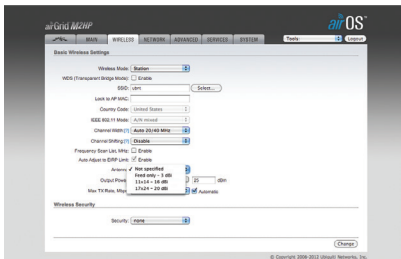 airGrid M2HP
airOS™
MAIN WIRELESS NETWORK ADVANCED SERVICES SYSTEM Tools: Logout
Basic Wireless Settings
Wireless Mode: Station
WDS (Transparent Bridge Mode): Enable
SSID: ubnt Select...
Lock to AP MAC:
Country Code: United States
IEEE 802.11 Mode: A/N mixed
Channel Width:[?] Auto 20/40 MHz
Channel Shifting:[?] Disable
Frequency Scan List, MHz: Enable
Auto Adjust to EIRP Limit: Enable
Antenna: Not specified
Feed only - 3 dBi
11x14 - 16 dBi
17x24 - 20 dBi
Output Power: dBm
Max TX Rate, Mbps: Automatic
Wireless Security
Security: none
Change
© Copyright 2006-2012 Ubiquiti Networks, Inc.